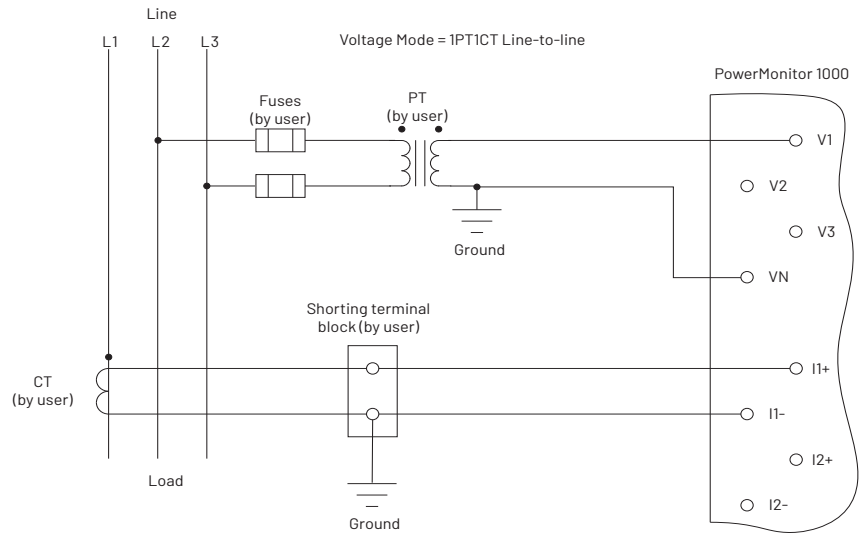 Line
L1
L2
L3
Voltage Mode = 1PT1CT Line-to-line
PowerMonitor 1000
Fuses
(by user)
PT
(by user)
V1
V2
V3
Ground
VN
Shorting terminal
block (by user)
CT
(by user)
I1+
I1-
I2+
Load
I2-
Ground